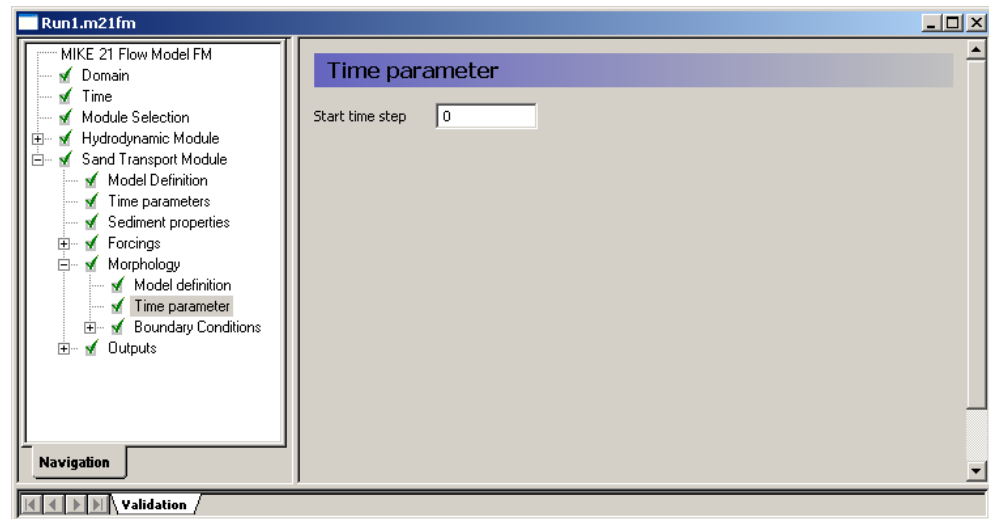 Run1.m21fm
MIKE 21 Flow Model FM
Domain
Time
Module Selection
Hydrodynamic Module
Sand Transport Module
Model Definition
Time parameters
Sediment properties
Forcings
Morphology
Model definition
Time parameter
Boundary Conditions
Outputs
Navigation
Time parameter
Start time step 0
Validation